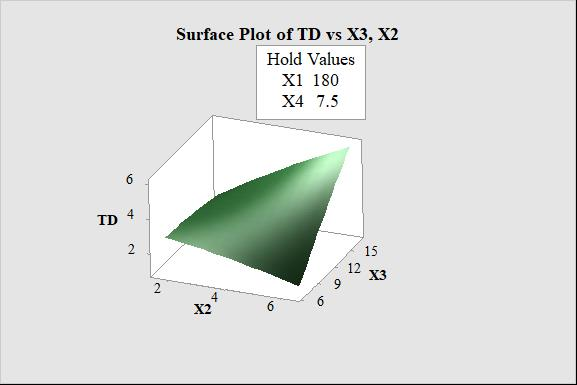 Surface Plot of TD vs X3, X2
Hold Values
X1 180
X4 7.5
6
4
2
TD
2
4
6
X2
6
9
12
15
X3